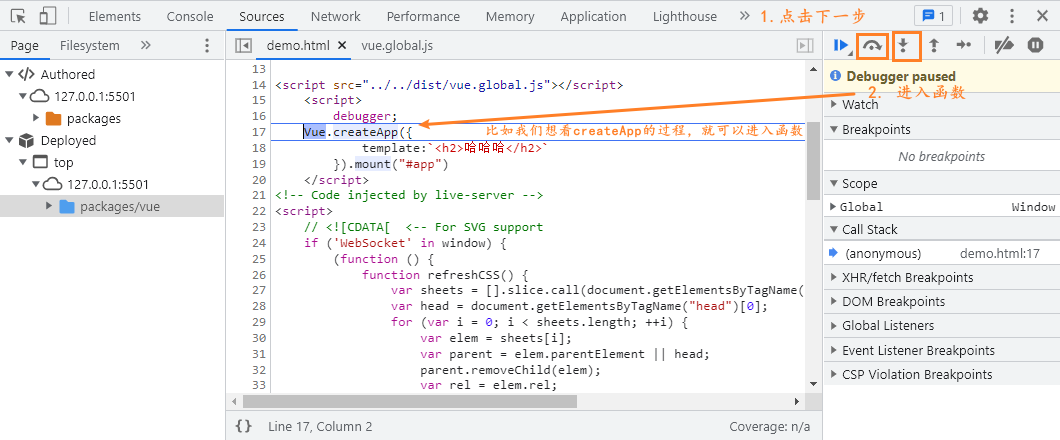 Elements Console Sources Network Performance Memory Application Lighthouse 1.点击下一步 1
Page Filesystem
demo.html vue.global.js
Authored
127.0.0.1:5501
packages
Deployed
top
127.0.0.1:5501
packages/vue
13
14 <script src="../../dist/vue.global.js"></script>
15 <script>
16 debugger;
17 Vue.createApp({ 比如我们想看createApp的过程，就可以进入函数
18 template:`<h2>哈哈哈</h2>`
19 }).mount("#app")
20 </script>
21 <!-- Code injected by live-server -->
22 <script>
23 // <![CDATA[ <-- For SVG support
24 if ('WebSocket' in window) {
25 (function () {
26 function refreshCSS() {
27 var sheets = [].slice.call(document.getElementsByTagName(
28 var head = document.getElementsByTagName("head")[0];
29 for (var i = 0; i < sheets.length; ++i) {
30 var elem = sheets[i];
31 var parent = elem.parentElement || head;
32 parent.removeChild(elem);
33 var rel = elem.rel;
{} Line 17, Column 2 Coverage: n/a
Debugger paused
2. 进入函数
Watch
Breakpoints
No breakpoints
Scope
Global Window
Call Stack
(anonymous) demo.html:17
XHR/fetch Breakpoints
DOM Breakpoints
Global Listeners
Event Listener Breakpoints
CSP Violation Breakpoints